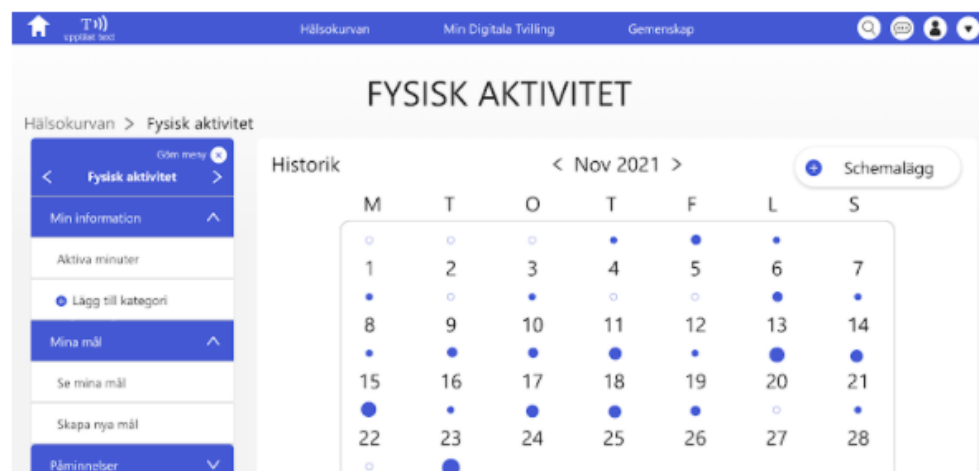 T
uppläst text
Hälsokurvan
Min Digitala Tvilling
Gemenskap
FYSISK AKTIVITET
Hälsokurvan > Fysisk aktivitet
Göm meny
< Fysisk aktivitet >
Min information
Aktiva minuter
Lägg till kategori
Mina mål
Se mina mål
Skapa nya mål
Påminnelser
Historik
< Nov 2021 >
Schemalägg
M T O T F L S
1 2 3 4 5 6 7
8 9 10 11 12 13 14
15 16 17 18 19 20 21
22 23 24 25 26 27 28